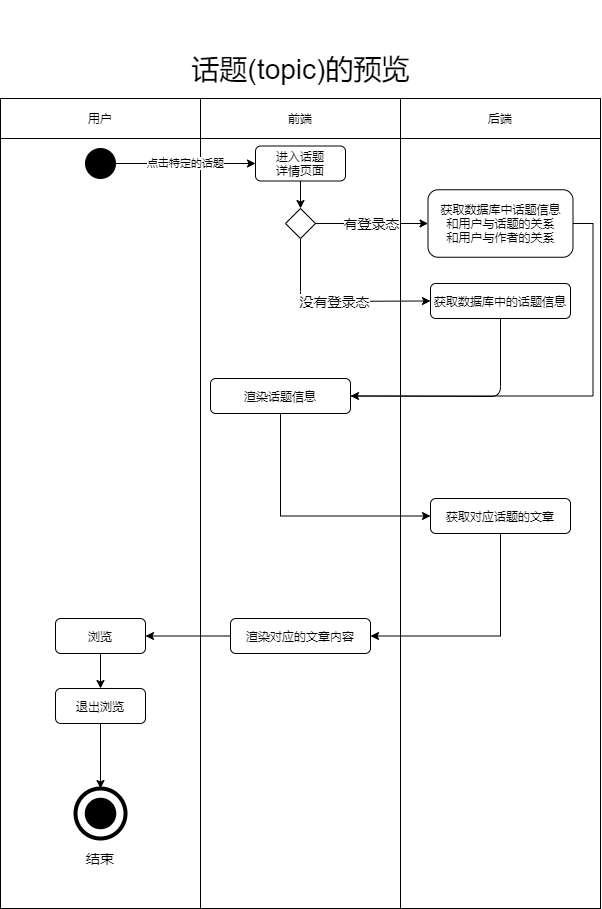 话题(topic)的预览
用户
前端
后端
点击特定的话题
进入话题
详情页面
有登录态
获取数据库中话题信息
和用户与话题的关系
和用户与作者的关系
没有登录态
获取数据库中的话题信息
渲染话题信息
获取对应话题的文章
浏览
渲染对应的文章内容
退出浏览
结束